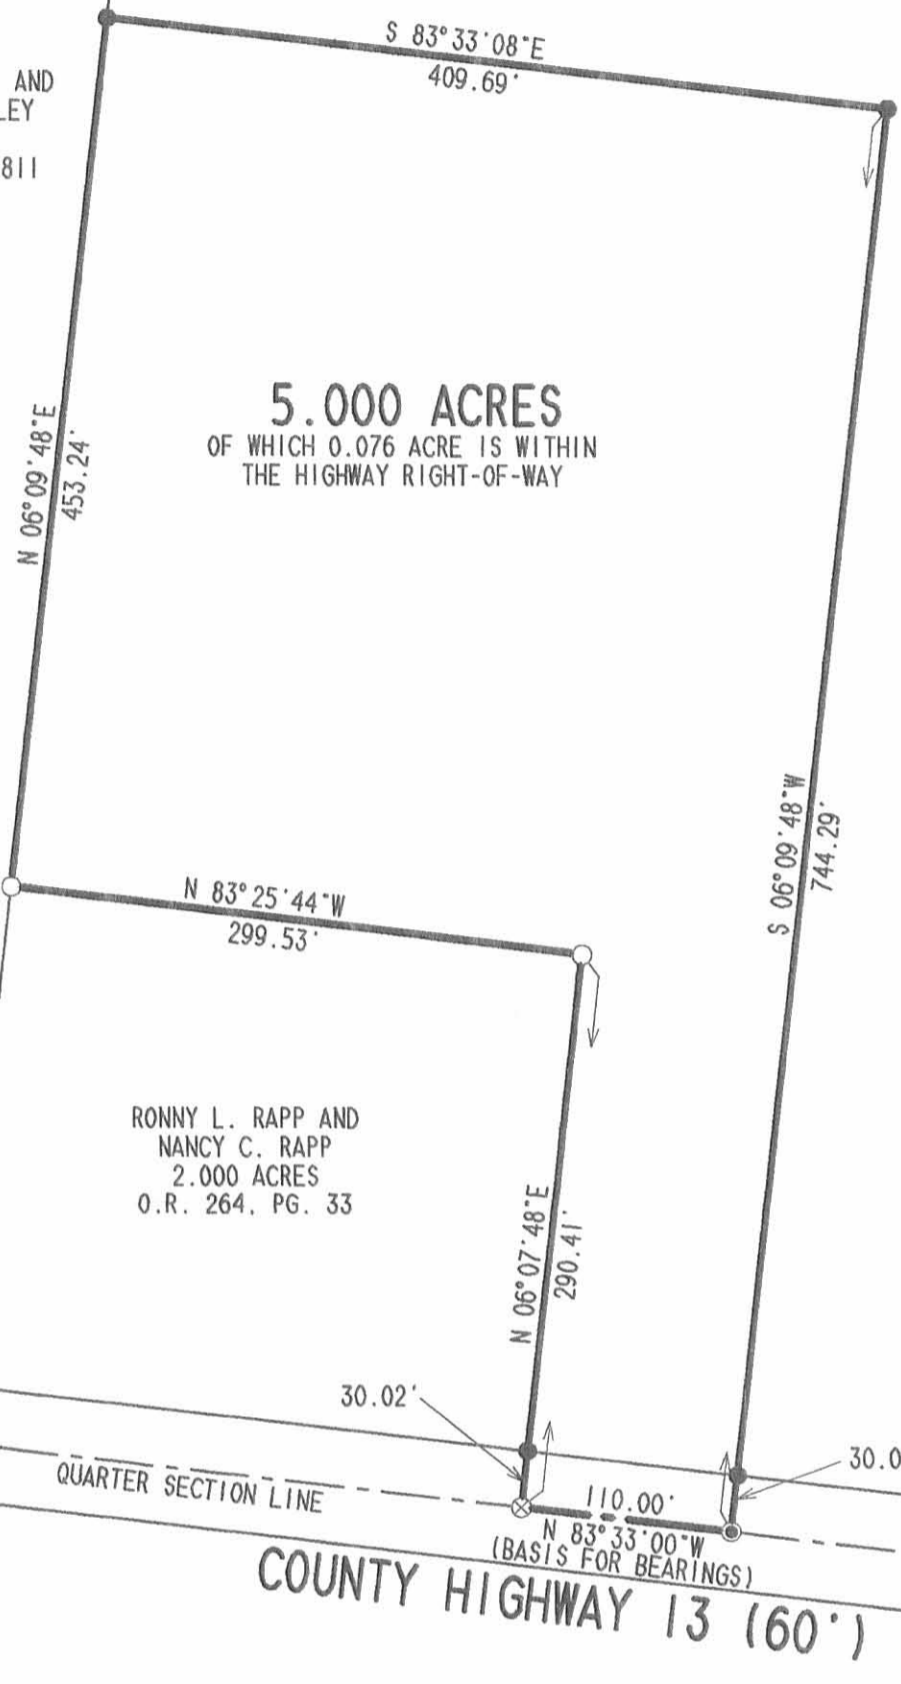 S 83°33'08"E
409.69'
AND
LEY
811
5.000 ACRES
OF WHICH 0.076 ACRE IS WITHIN
THE HIGHWAY RIGHT-OF-WAY
N 06°09'48"E
453.24'
S 06°09'48"W
744.29'
N 83°25'44"W
299.53'
RONNY L. RAPP AND
NANCY C. RAPP
2.000 ACRES
O.R. 264, PG. 33
N 06°07'48"E
290.41'
30.02'
30.0
QUARTER SECTION LINE
110.00'
N 83°33'00"W
(BASIS FOR BEARINGS)
COUNTY HIGHWAY 13 (60')